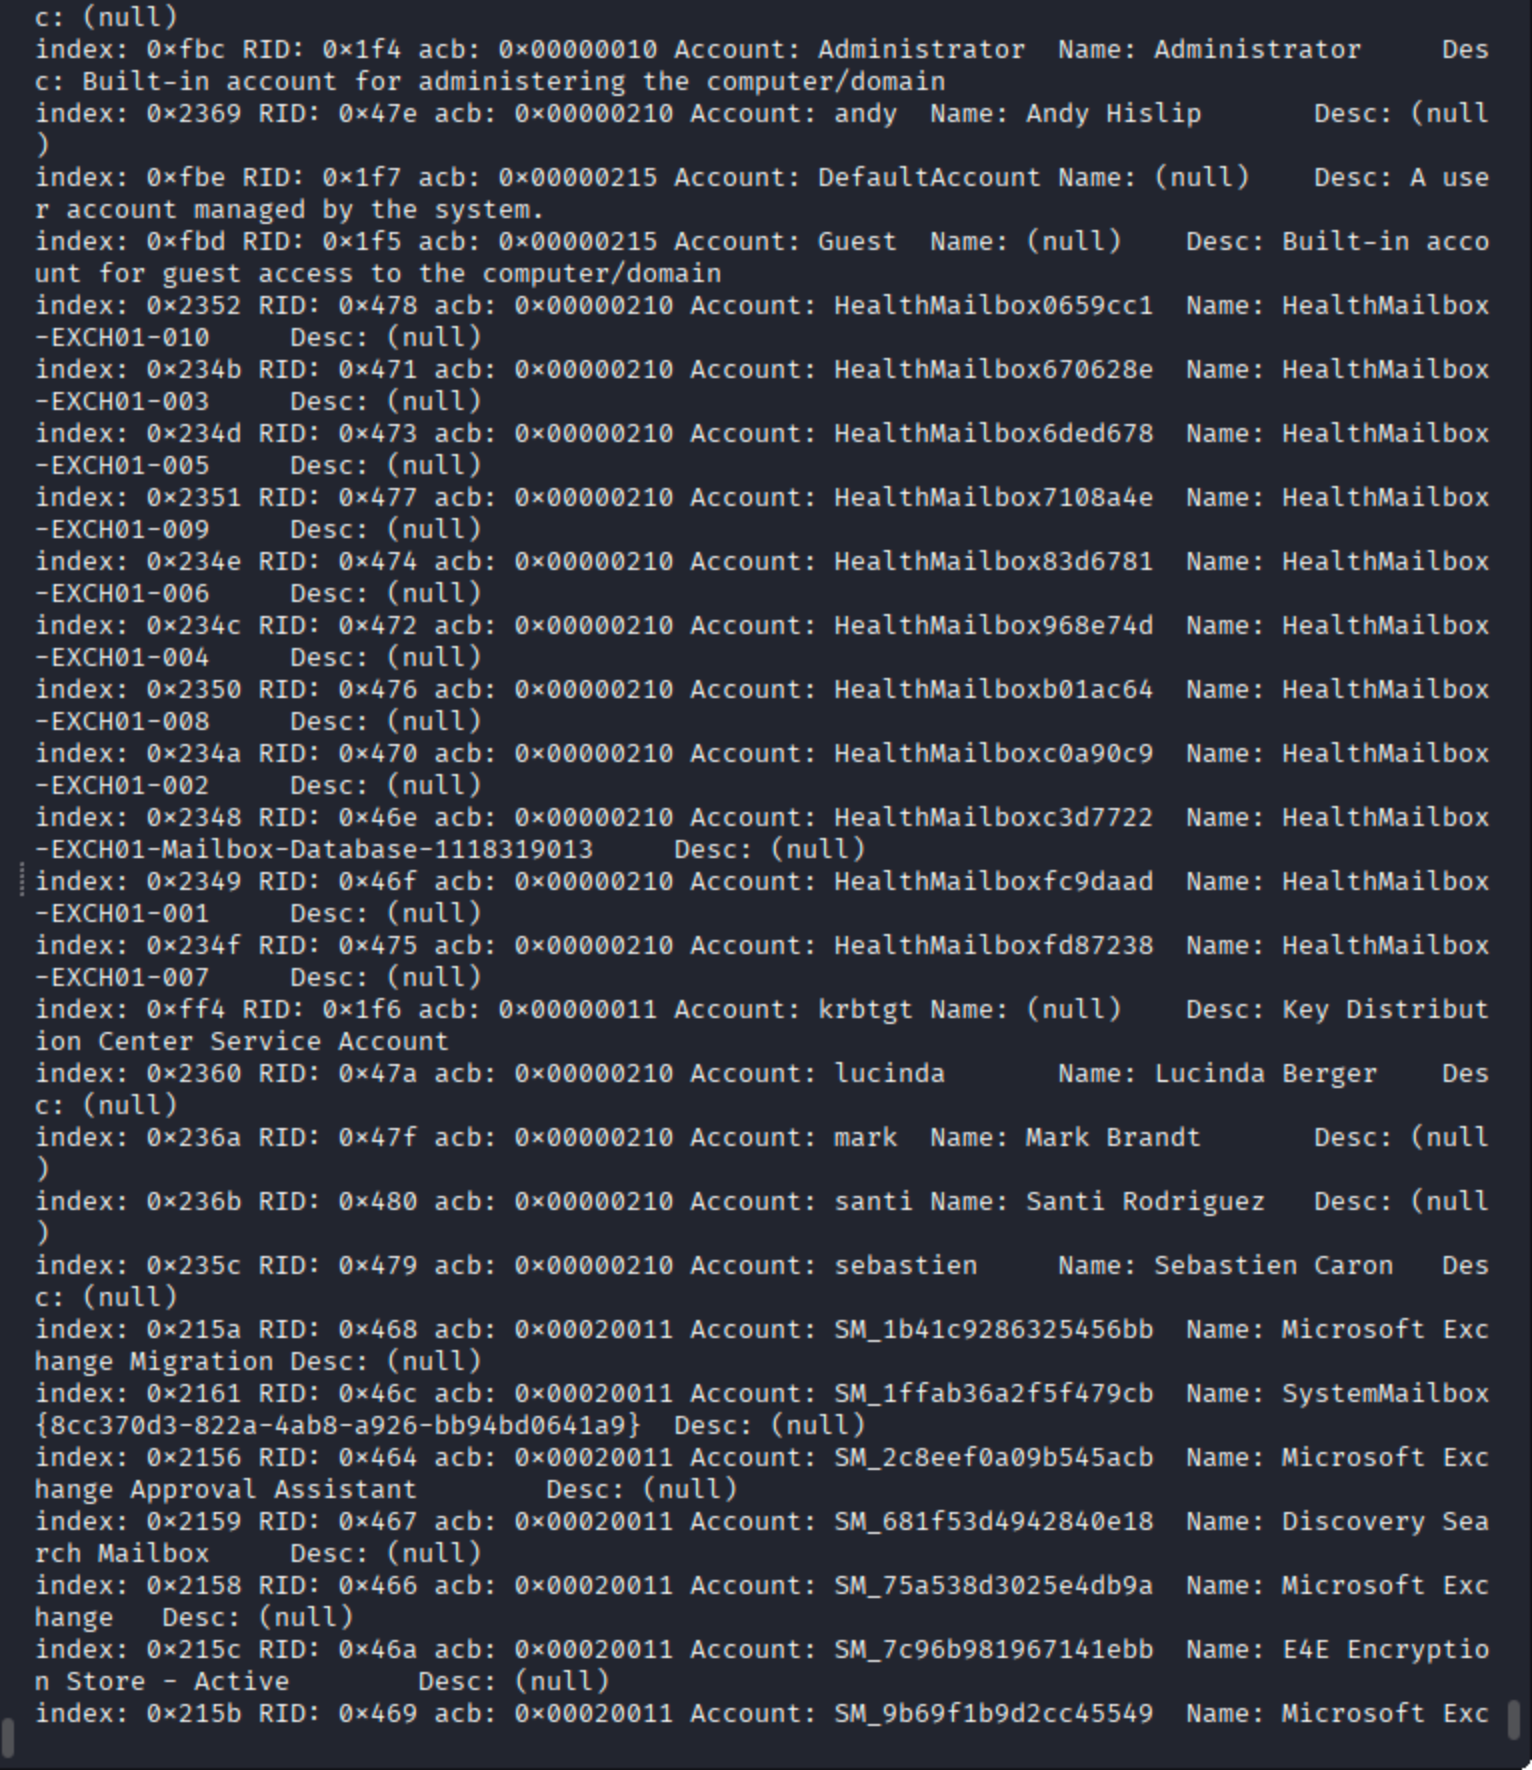 c: (null)
index: 0×fbc RID: 0×1f4 acb: 0×00000010 Account: Administrator  Name: Administrator     Des
c: Built-in account for administering the computer/domain
index: 0×2369 RID: 0×47e acb: 0×00000210 Account: andy  Name: Andy Hislip       Desc: (null
)
index: 0×fbe RID: 0×1f7 acb: 0×00000215 Account: DefaultAccount Name: (null)    Desc: A use
r account managed by the system.
index: 0×fbd RID: 0×1f5 acb: 0×00000215 Account: Guest  Name: (null)    Desc: Built-in acco
unt for guest access to the computer/domain
index: 0×2352 RID: 0×478 acb: 0×00000210 Account: HealthMailbox0659cc1  Name: HealthMailbox
-EXCH01-010     Desc: (null)
index: 0×234b RID: 0×471 acb: 0×00000210 Account: HealthMailbox670628e  Name: HealthMailbox
-EXCH01-003     Desc: (null)
index: 0×234d RID: 0×473 acb: 0×00000210 Account: HealthMailbox6ded678  Name: HealthMailbox
-EXCH01-005     Desc: (null)
index: 0×2351 RID: 0×477 acb: 0×00000210 Account: HealthMailbox7108a4e  Name: HealthMailbox
-EXCH01-009     Desc: (null)
index: 0×234e RID: 0×474 acb: 0×00000210 Account: HealthMailbox83d6781  Name: HealthMailbox
-EXCH01-006     Desc: (null)
index: 0×234c RID: 0×472 acb: 0×00000210 Account: HealthMailbox968e74d  Name: HealthMailbox
-EXCH01-004     Desc: (null)
index: 0×2350 RID: 0×476 acb: 0×00000210 Account: HealthMailboxb01ac64  Name: HealthMailbox
-EXCH01-008     Desc: (null)
index: 0×234a RID: 0×470 acb: 0×00000210 Account: HealthMailboxc0a90c9  Name: HealthMailbox
-EXCH01-002     Desc: (null)
index: 0×2348 RID: 0×46e acb: 0×00000210 Account: HealthMailboxc3d7722  Name: HealthMailbox
-EXCH01-Mailbox-Database-1118319013     Desc: (null)
index: 0×2349 RID: 0×46f acb: 0×00000210 Account: HealthMailboxfc9daad  Name: HealthMailbox
-EXCH01-001     Desc: (null)
index: 0×234f RID: 0×475 acb: 0×00000210 Account: HealthMailboxfd87238  Name: HealthMailbox
-EXCH01-007     Desc: (null)
index: 0×ff4 RID: 0×1f6 acb: 0×00000011 Account: krbtgt Name: (null)    Desc: Key Distribut
ion Center Service Account
index: 0×2360 RID: 0×47a acb: 0×00000210 Account: lucinda       Name: Lucinda Berger    Des
c: (null)
index: 0×236a RID: 0×47f acb: 0×00000210 Account: mark  Name: Mark Brandt       Desc: (null
)
index: 0×236b RID: 0×480 acb: 0×00000210 Account: santi Name: Santi Rodriguez   Desc: (null
)
index: 0×235c RID: 0×479 acb: 0×00000210 Account: sebastien     Name: Sebastien Caron   Des
c: (null)
index: 0×215a RID: 0×468 acb: 0×00020011 Account: SM_1b41c9286325456bb  Name: Microsoft Exc
hange Migration Desc: (null)
index: 0×2161 RID: 0×46c acb: 0×00020011 Account: SM_1ffab36a2f5f479cb  Name: SystemMailbox
{8cc370d3-822a-4ab8-a926-bb94bd0641a9}  Desc: (null)
index: 0×2156 RID: 0×464 acb: 0×00020011 Account: SM_2c8eef0a09b545acb  Name: Microsoft Exc
hange Approval Assistant        Desc: (null)
index: 0×2159 RID: 0×467 acb: 0×00020011 Account: SM_681f53d4942840e18  Name: Discovery Sea
rch Mailbox     Desc: (null)
index: 0×2158 RID: 0×466 acb: 0×00020011 Account: SM_75a538d3025e4db9a  Name: Microsoft Exc
hange   Desc: (null)
index: 0×215c RID: 0×46a acb: 0×00020011 Account: SM_7c96b981967141ebb  Name: E4E Encryptio
n Store - Active        Desc: (null)
index: 0×215b RID: 0×469 acb: 0×00020011 Account: SM_9b69f1b9d2cc45549  Name: Microsoft Exc